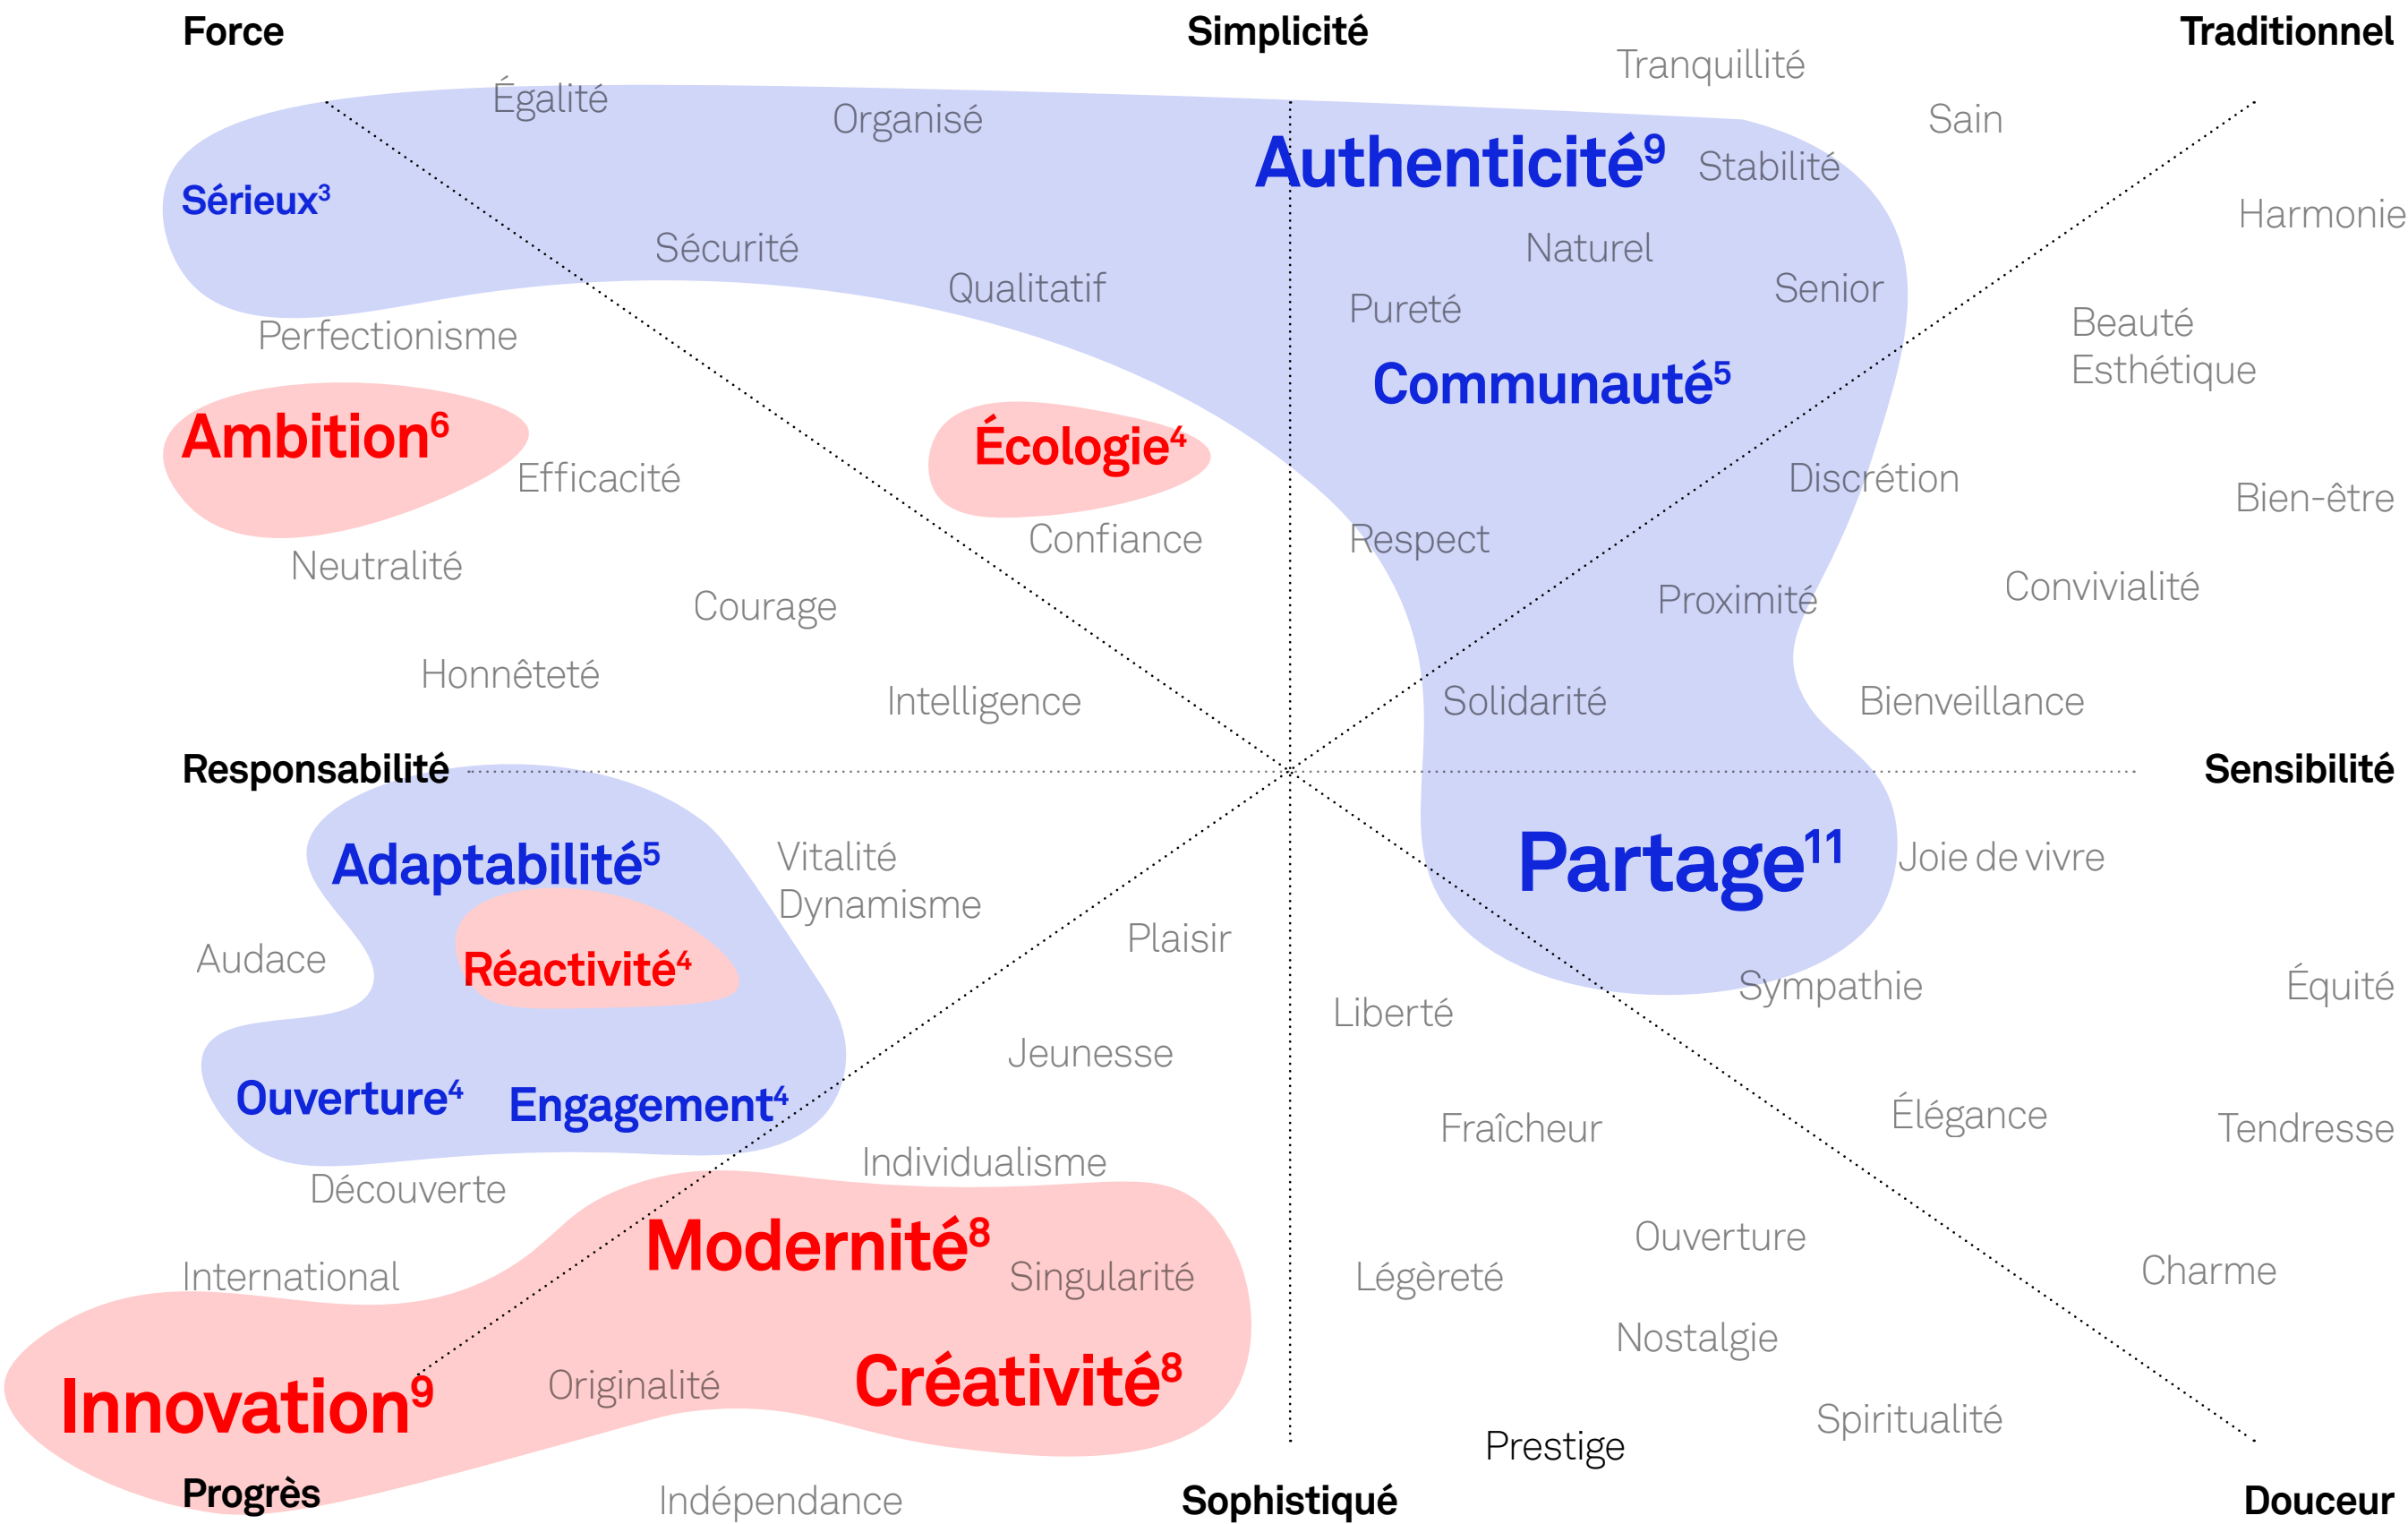 Force
Simplicité
Traditionnel
Tranquillité
Égalité
Organisé
Sain
Authenticité⁹
Stabilité
Sérieux³
Harmonie
Sécurité
Naturel
Qualitatif
Senior
Pureté
Perfectionisme
Beauté
Esthétique
Communauté⁵
Ambition⁶
Écologie⁴
Efficacité
Discrétion
Bien-être
Confiance
Respect
Neutralité
Convivialité
Courage
Proximité
Honnêteté
Intelligence
Solidarité
Bienveillance
Responsabilité
Sensibilité
Adaptabilité⁵
Vitalité
Dynamisme
Partage¹¹
Joie de vivre
Plaisir
Audace
Réactivité⁴
Sympathie
Équité
Liberté
Jeunesse
Ouverture⁴
Engagement⁴
Fraîcheur
Élégance
Tendresse
Individualisme
Découverte
Modernité⁸
Ouverture
International
Singularité
Légèreté
Charme
Nostalgie
Innovation⁹
Originalité
Créativité⁸
Spiritualité
Prestige
Progrès
Indépendance
Sophistiqué
Douceur